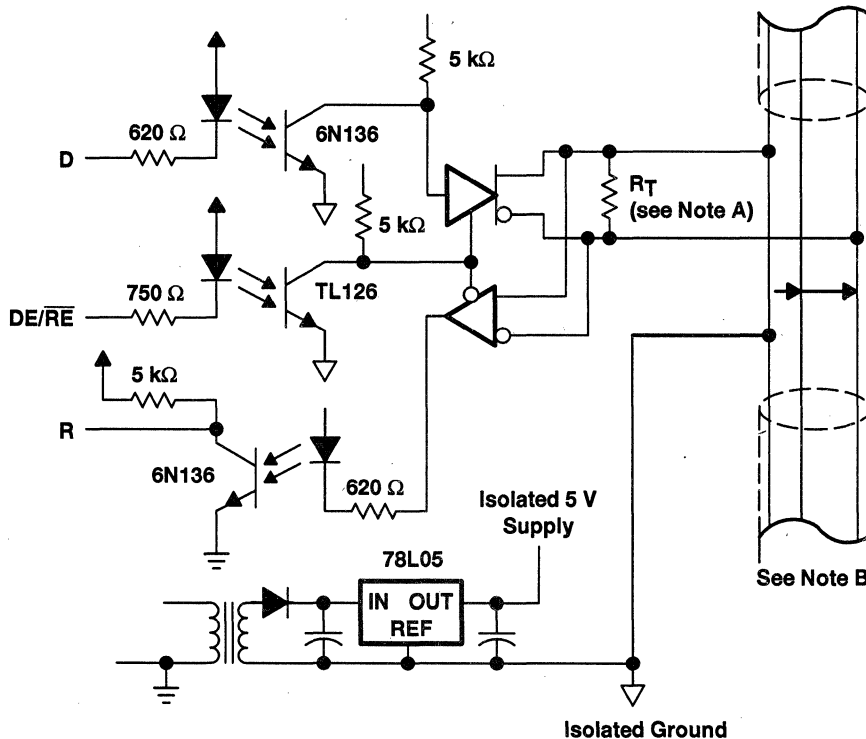 5 kΩ
620 Ω
6N136
D
RT
(see Note A)
5 kΩ
750 Ω
TL126
DE/RE
5 kΩ
R
6N136
620 Ω
Isolated 5 V
Supply
78L05
See Note B
IN OUT
REF
Isolated Ground